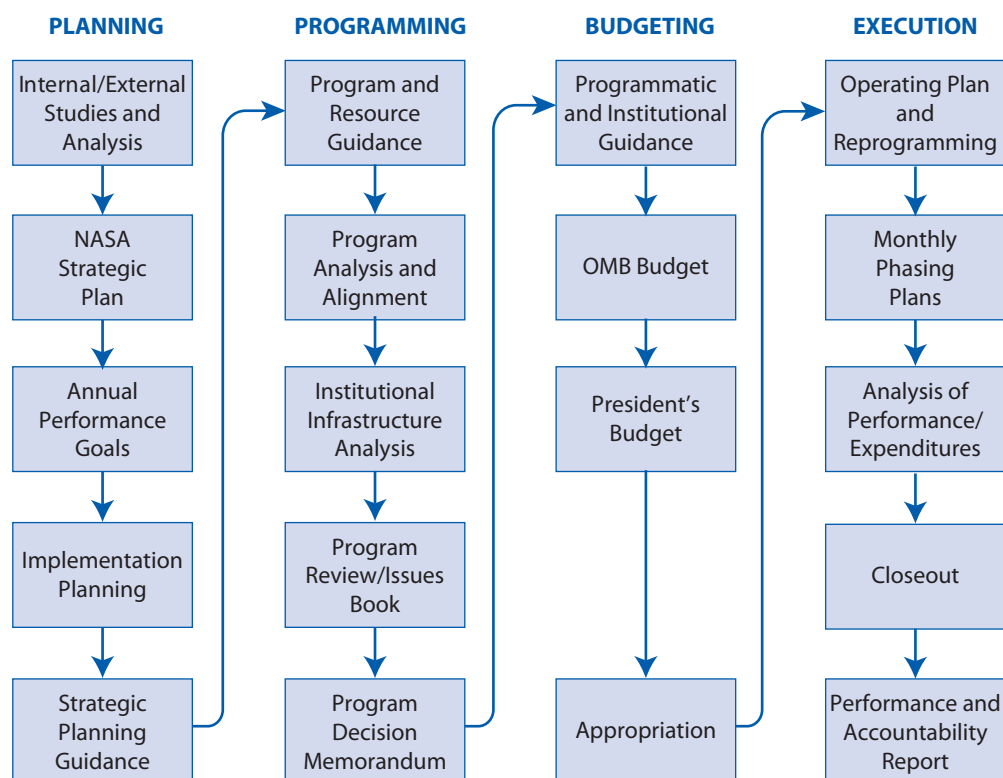 PLANNING
Internal/External
Studies and
Analysis
NASA
Strategic
Plan
Annual
Performance
Goals
Implementation
Planning
Strategic
Planning
Guidance
PROGRAMMING
Program and
Resource
Guidance
Program
Analysis and
Alignment
Institutional
Infrastructure
Analysis
Program
Review/Issues
Book
Program
Decision
Memorandum
BUDGETING
Programmatic
and Institutional
Guidance
OMB Budget
President’s
Budget
Appropriation
EXECUTION
Operating Plan
and
Reprogramming
Monthly
Phasing
Plans
Analysis of
Performance/
Expenditures
Closeout
Performance and
Accountability
Report